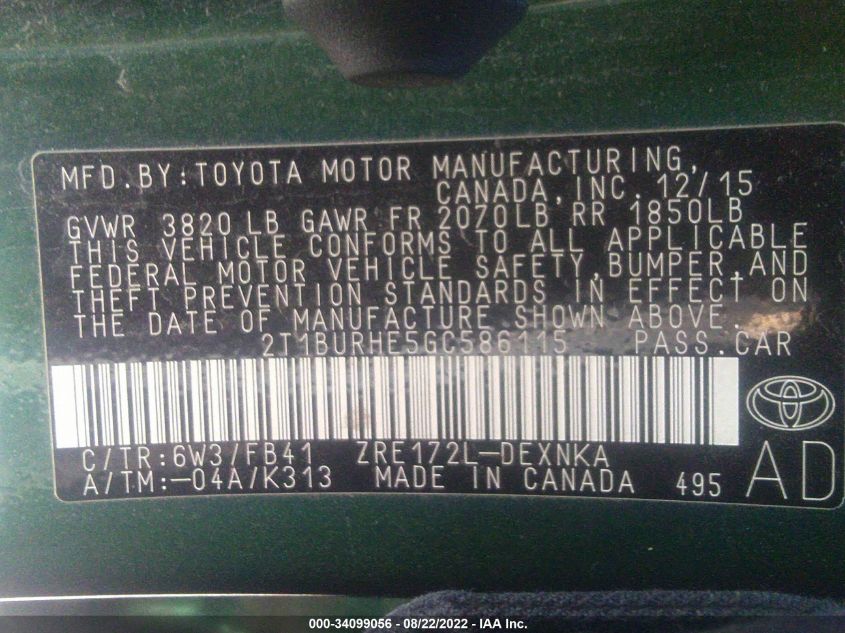 MFD.BY:TOYOTA MOTOR MANUFACTURING,
CANADA,INC. 12/15
GVWR 3820 LB GAWR FR 2070LB RR 1850LB
THIS VEHICLE CONFORMS TO ALL APPLICABLE
FEDERAL MOTOR VEHICLE SAFETY,BUMPER,AND
THEFT PREVENTION STANDARDS IN EFFECT ON
THE DATE OF MANUFACTURE SHOWN ABOVE.
2T1BURHE5GC586115 PASS.CAR
C/TR:6W3/FB41 ZRE172L-DEXNKA
A/TM:-04A/K313 MADE IN CANADA 495 AD
000-34099056 - 08/22/2022 - IAA Inc.